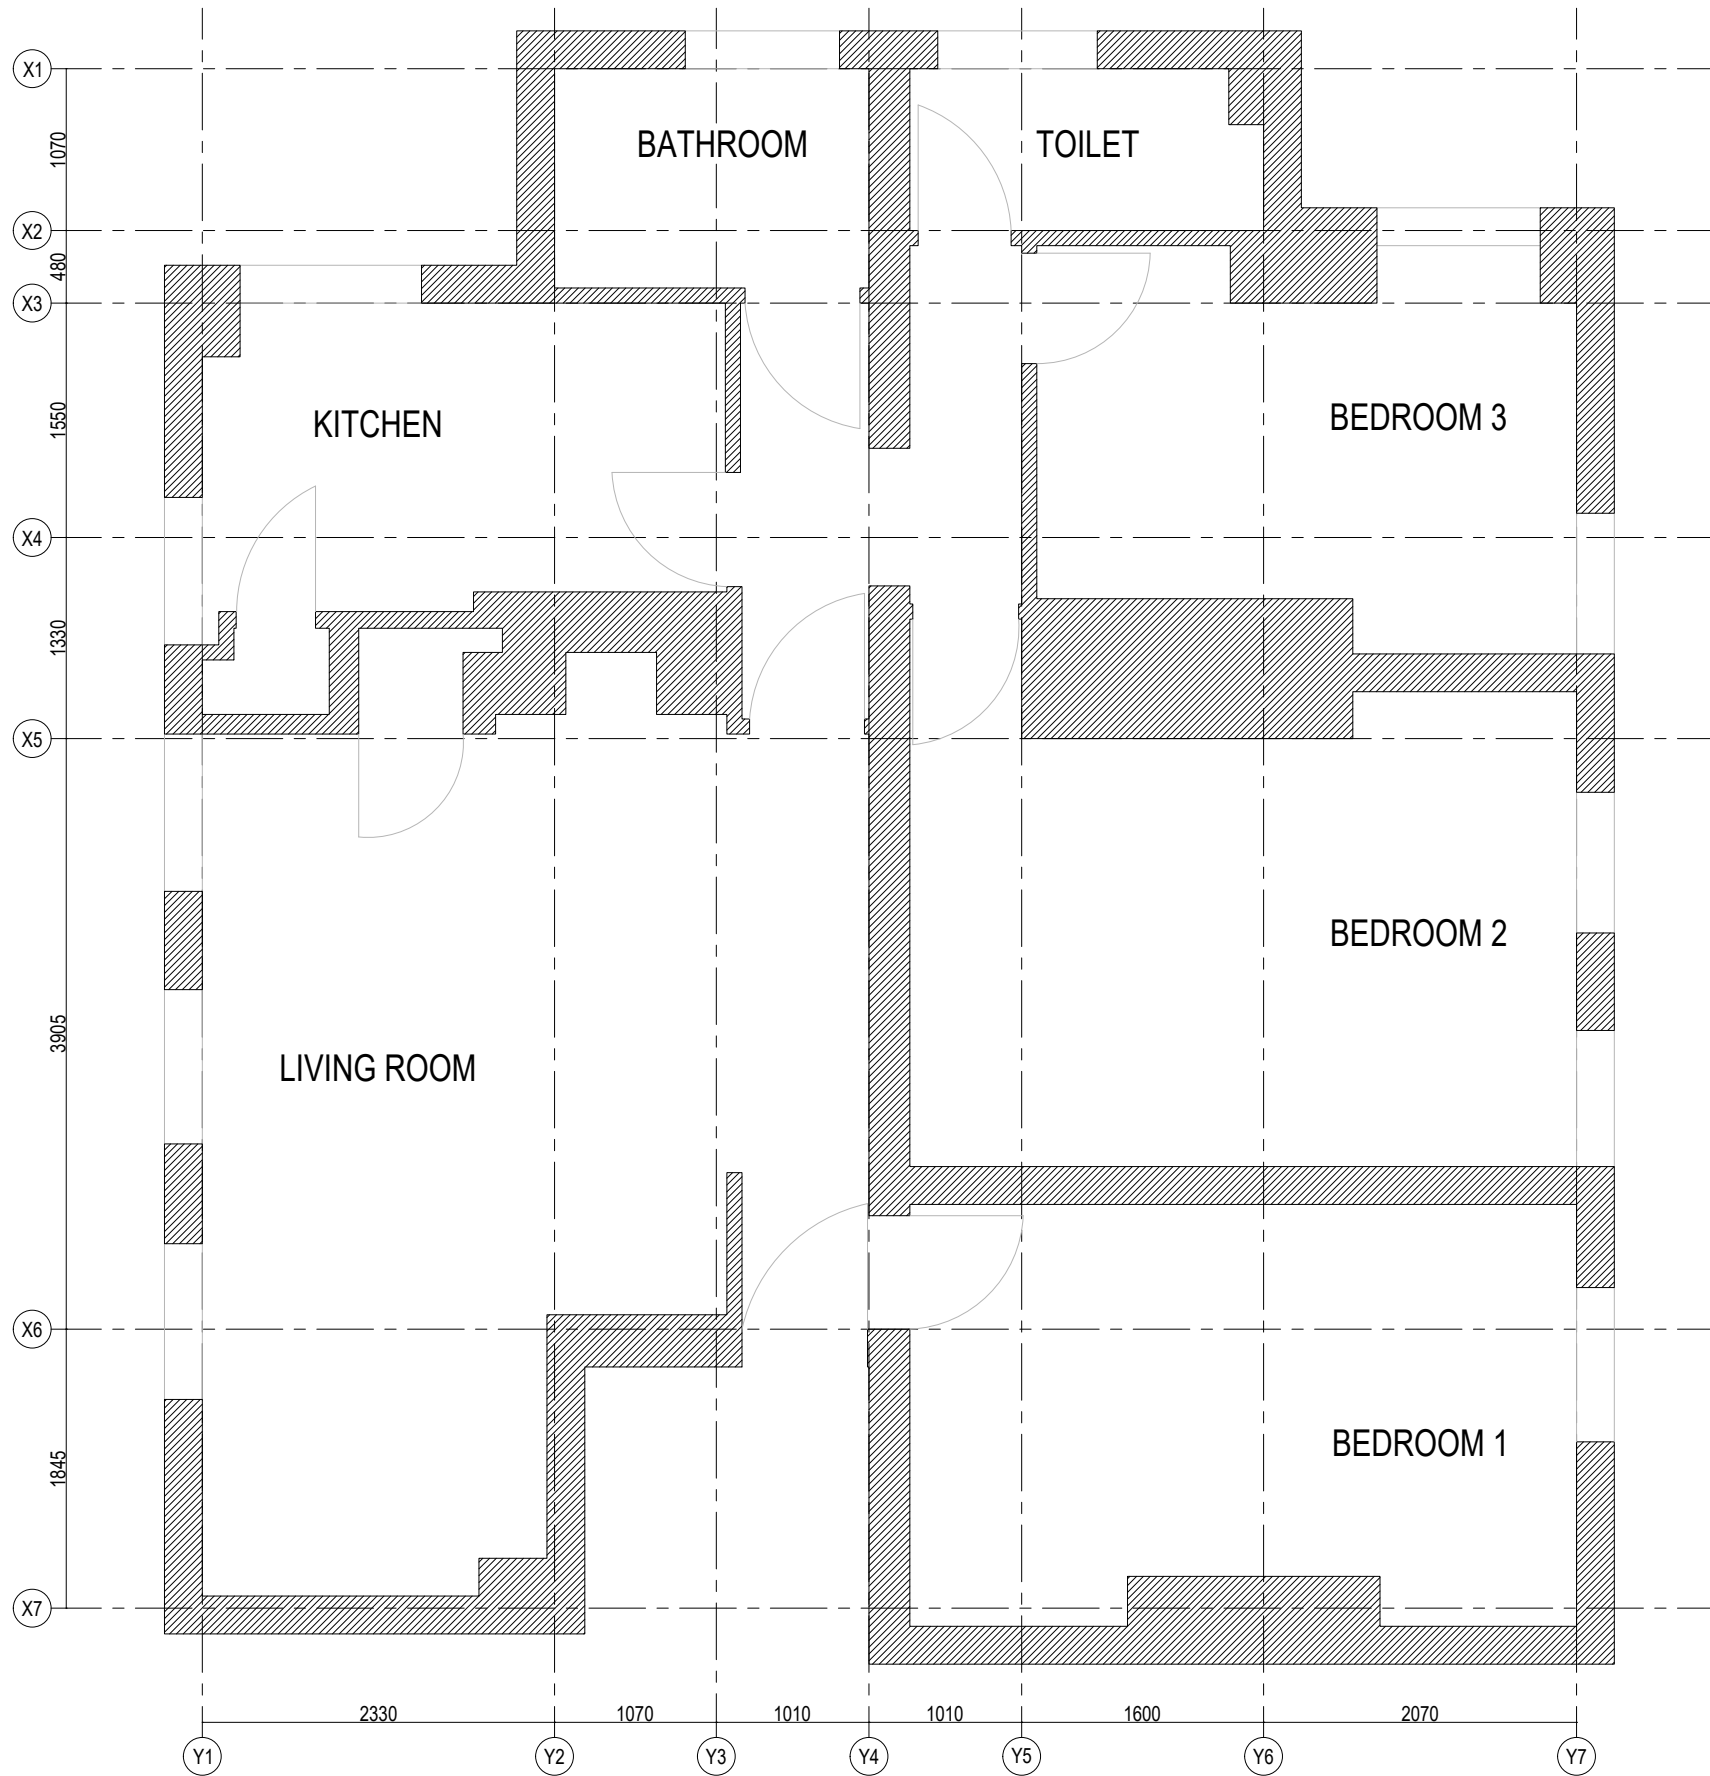 X1
BATHROOM
TOILET
1070
X2
480
X3
KITCHEN
BEDROOM 3
1550
X4
1330
X5
BEDROOM 2
3905
LIVING ROOM
X6
BEDROOM 1
1845
X7
2330
1070
1010
1010
1600
2070
Y1
Y2
Y3
Y4
Y5
Y6
Y7